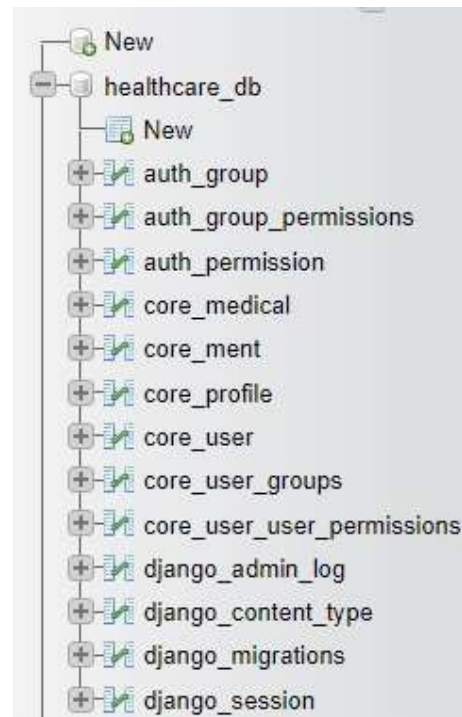 New
healthcare_db
New
auth_group
auth_group_permissions
auth_permission
core_medical
core_ment
core_profile
core_user
core_user_groups
core_user_user_permissions
django_admin_log
django_content_type
django_migrations
django_session